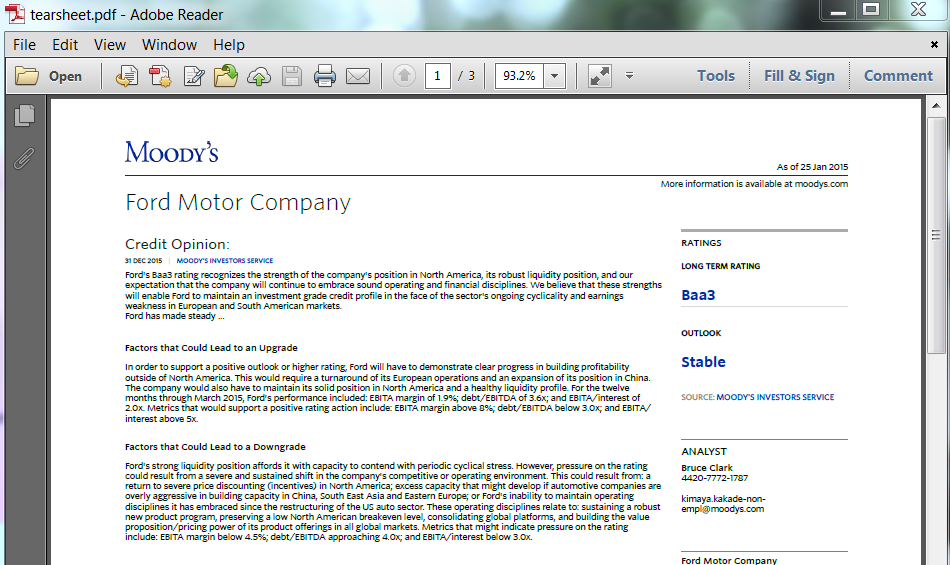 tearsheet.pdf - Adobe Reader
File Edit View Window Help
Open 1 / 3 93.2% Tools Fill & Sign Comment
MOODY'S
As of 25 Jan 2015
More information is available at moodys.com
Ford Motor Company
Credit Opinion:
31 DEC 2015 | MOODY'S INVESTORS SERVICE
Ford's Baa3 rating recognizes the strength of the company's position in North America, its robust liquidity position, and our
expectation that the company will continue to embrace sound operating and financial disciplines. We believe that these strengths
will enable Ford to maintain an investment grade credit profile in the face of the sector's ongoing cyclicality and earnings
weakness in European and South American markets.
Ford has made steady ...
Factors that Could Lead to an Upgrade
In order to support a positive outlook or higher rating, Ford will have to demonstrate clear progress in building profitability
outside of North America. This would require a turnaround of its European operations and an expansion of its position in China.
The company would also have to maintain its solid position in North America and a healthy liquidity profile. For the twelve
months through March 2015, Ford's performance included: EBITA margin of 1.9%; debt/EBITDA of 3.6x; and EBITA/interest of
2.0x. Metrics that would support a positive rating action include: EBITA margin above 8%; debt/EBITDA below 3.0x; and EBITA/
interest above 5x.
Factors that Could Lead to a Downgrade
Ford's strong liquidity position affords it with capacity to contend with periodic cyclical stress. However, pressure on the rating
could result from a severe and sustained shift in the company's competitive or operating environment. This could result from: a
return to severe price discounting (incentives) in North America; excess capacity that might develop if automotive companies are
overly aggressive in building capacity in China, South East Asia and Eastern Europe; or Ford's inability to maintain operating
disciplines it has embraced since the restructuring of the US auto sector. These operating disciplines relate to: sustaining a robust
new product program, preserving a low North American breakeven level, consolidating global platforms, and building the value
proposition/pricing power of its product offerings in all global markets. Metrics that might indicate pressure on the rating
include: EBITA margin below 4.5%; debt/EBITDA approaching 4.0x; and EBITA/interest below 3.0x.
RATINGS
LONG TERM RATING
Baa3
OUTLOOK
Stable
SOURCE: MOODY'S INVESTORS SERVICE
ANALYST
Bruce Clark
4420-7772-1787
kimaya.kakade-non-
empl@moodys.com
Ford Motor Company